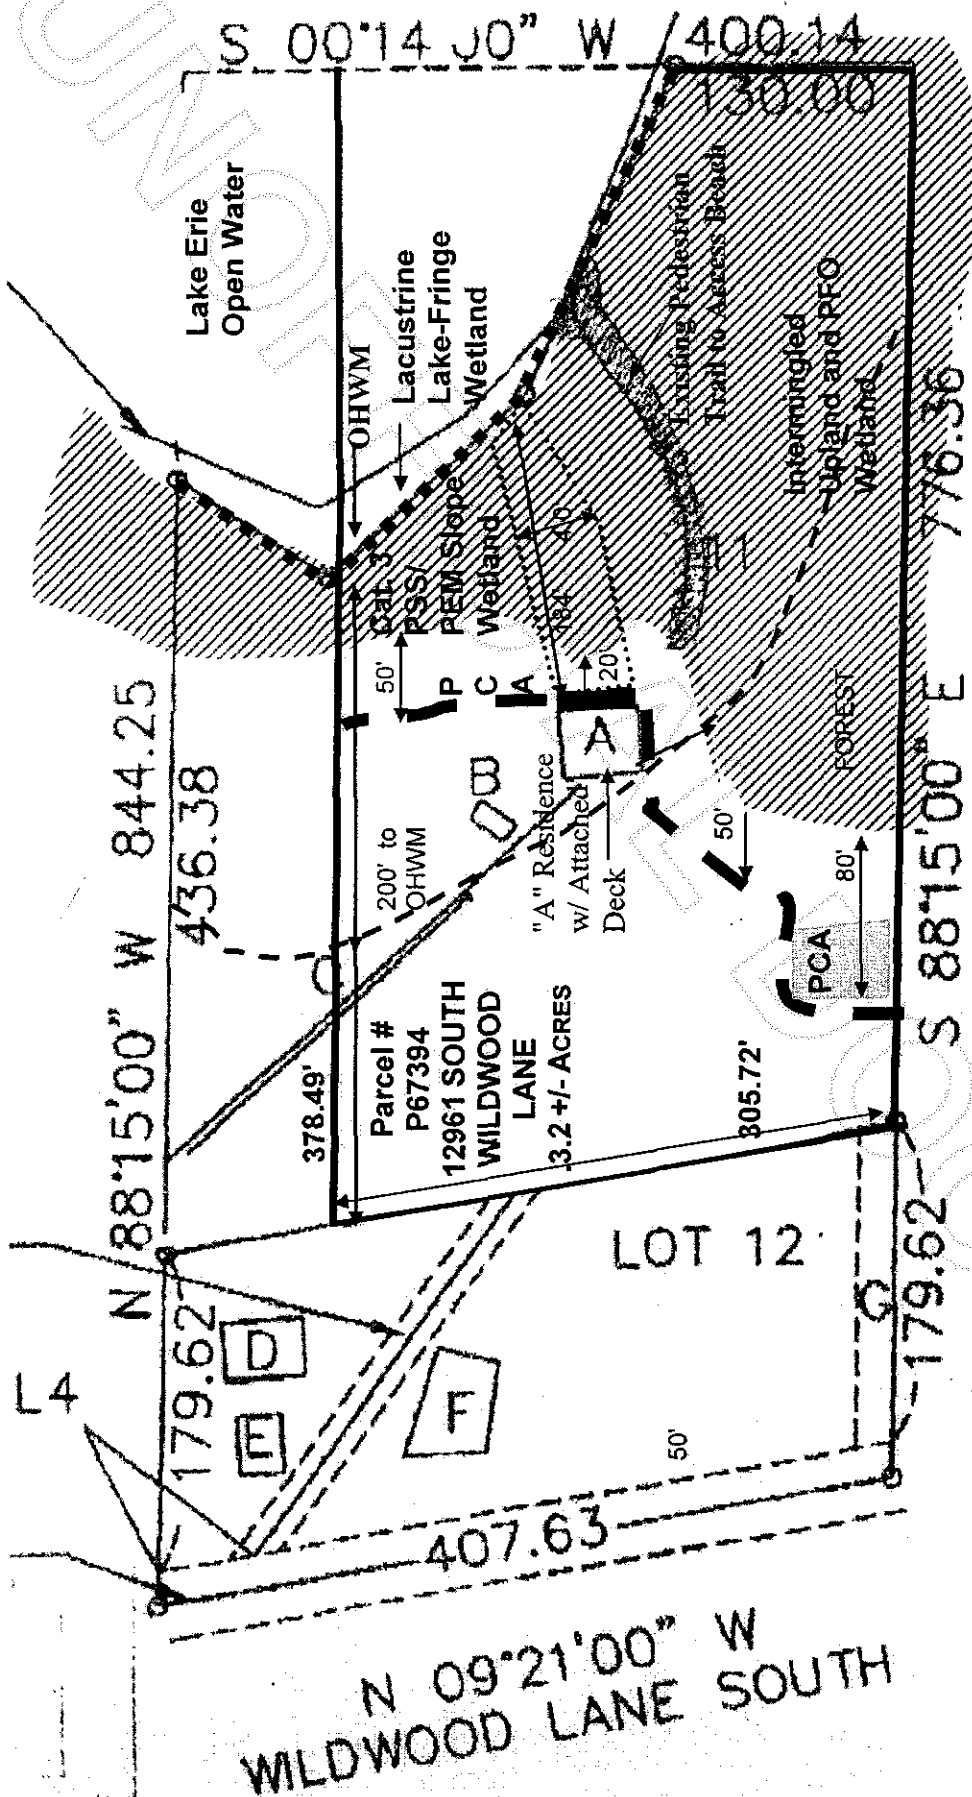 S 00°14'00" W 400.14
130.00
Lake Erie
Open Water
OHWM
Lacustrine
Lake-Fringe
Wetland
Existing Pedestrian
Trail to Access Beach
Intermingled
Upland and PFO
Wetland
Cat. 3
PSS/
PEM Slope
Wetland
184'
40'
20'
50'
P C A
N 88°15'00" W 844.25
436.38
A
B
C
"A" Residence
w/ Attached
Deck
200' to
OHWM
FOREST
50'
80'
PCA
S 88°15'00" E 776.36
378.49'
Parcel #
P67394
12961 SOUTH
WILDWOOD
LANE
3.2 +/- ACRES
305.72'
LOT 12
L4
179.62
D
E
F
G
179.62
50'
407.63
N 09°21'00" W
WILDWOOD LANE SOUTH